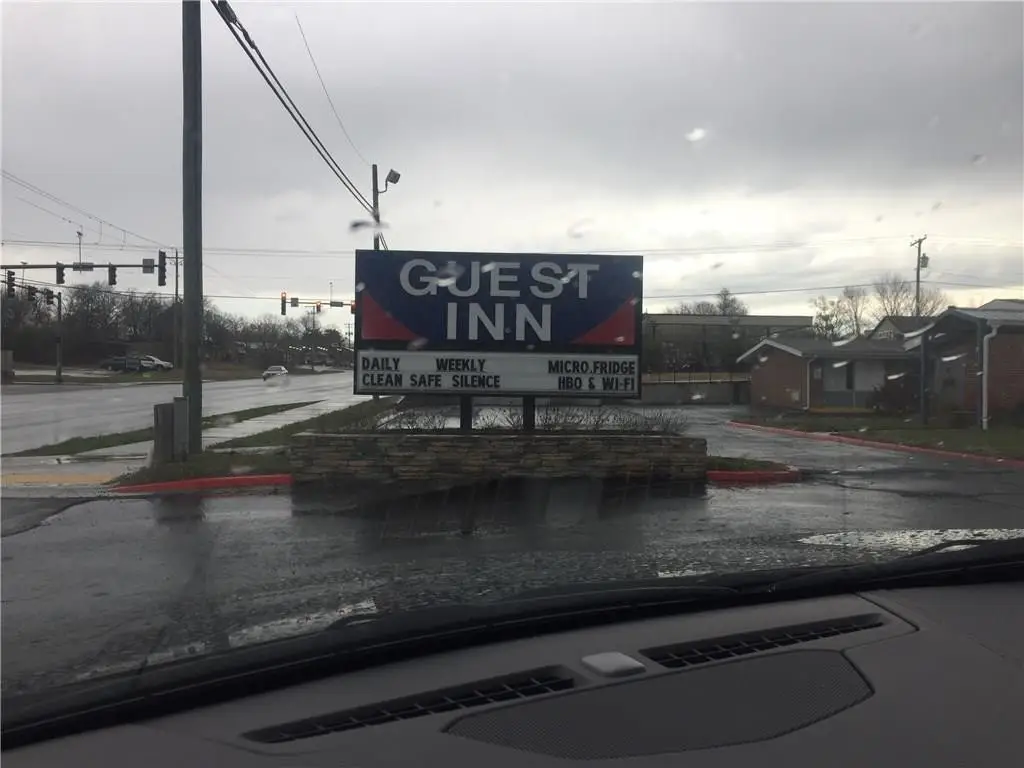 GUEST
INN
DAILY WEEKLY MICRO.FRIDGE
CLEAN SAFE SILENCE HBO & WI-FI